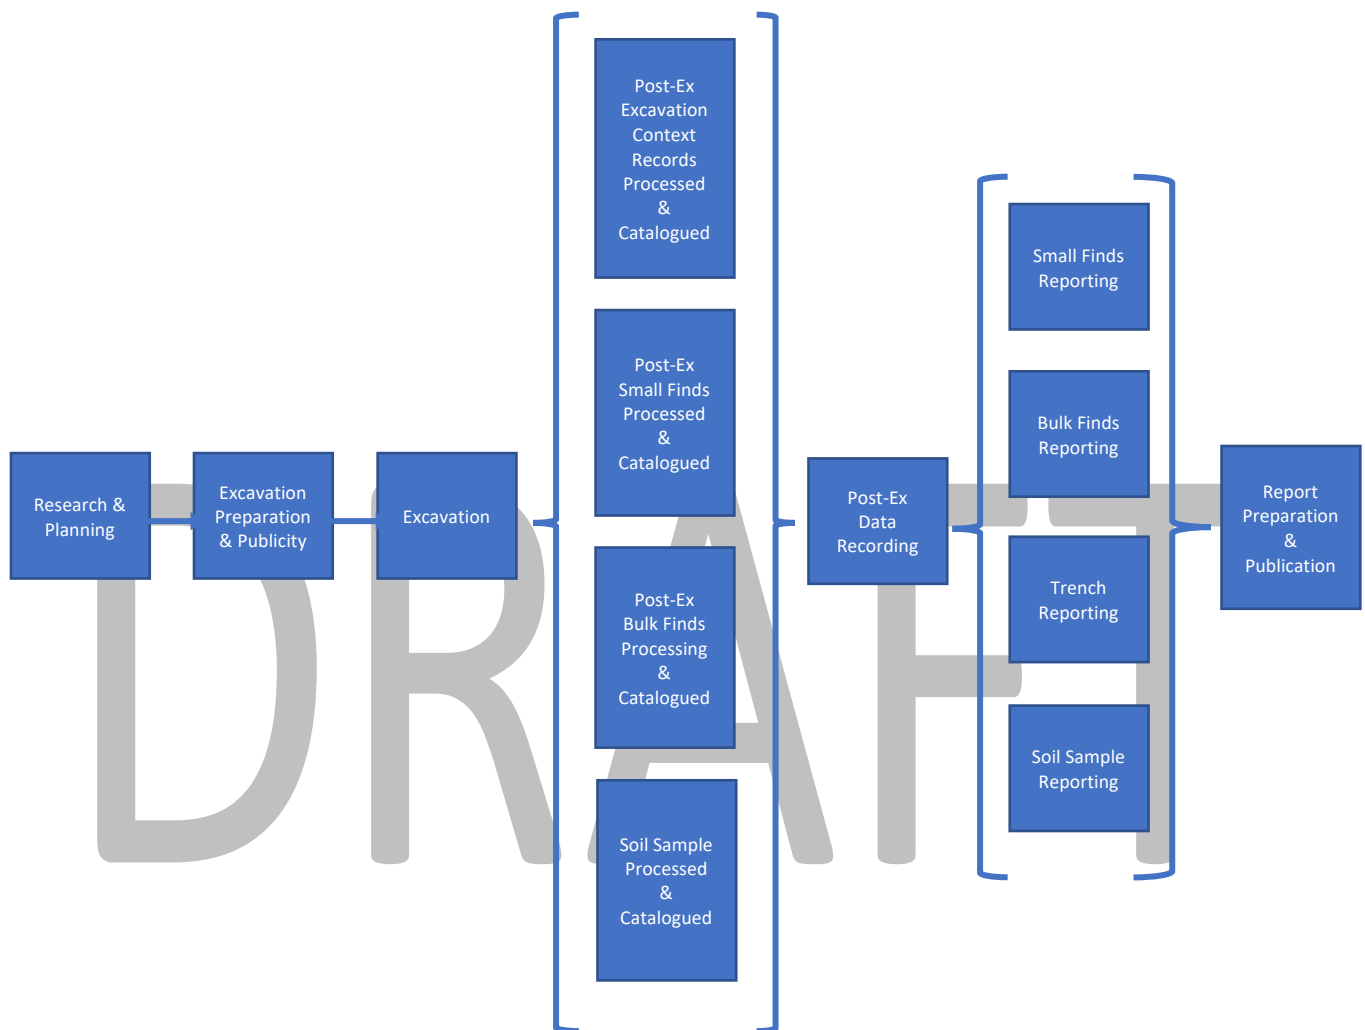 Research &
Planning
Excavation
Preparation
& Publicity
Excavation
Post-Ex
Excavation
Context
Records
Processed
&
Catalogued
Post-Ex
Small Finds
Processed
&
Catalogued
Post-Ex
Bulk Finds
Processing
&
Catalogued
Soil Sample
Processed
&
Catalogued
Post-Ex
Data
Recording
Small Finds
Reporting
Bulk Finds
Reporting
Trench
Reporting
Soil Sample
Reporting
Report
Preparation
&
Publication
DRAFT